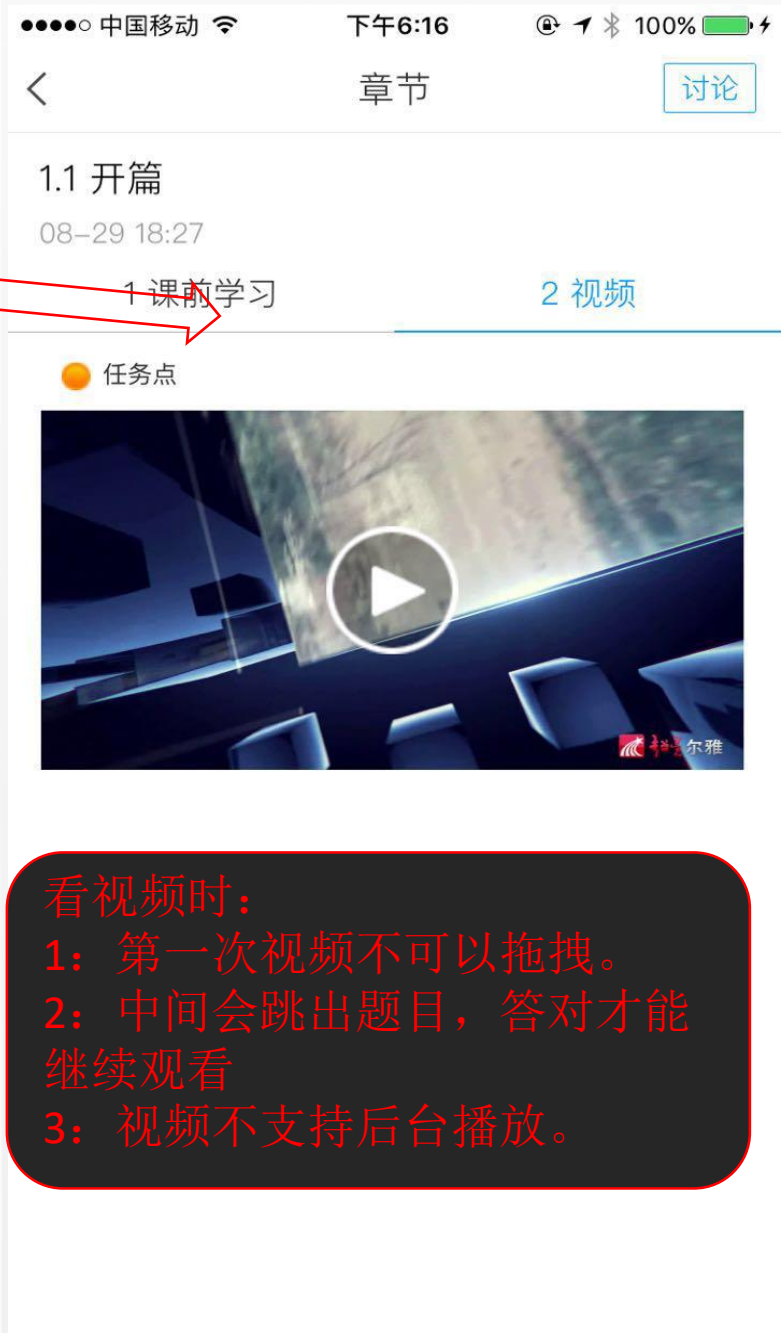 中国移动 下午6:16 100%
章节 讨论
1.1 开篇
08-29 18:27
1 课前学习 2 视频
任务点
超星尔雅
看视频时：
1：第一次视频不可以拖拽。
2：中间会跳出题目，答对才能
继续观看
3：视频不支持后台播放。